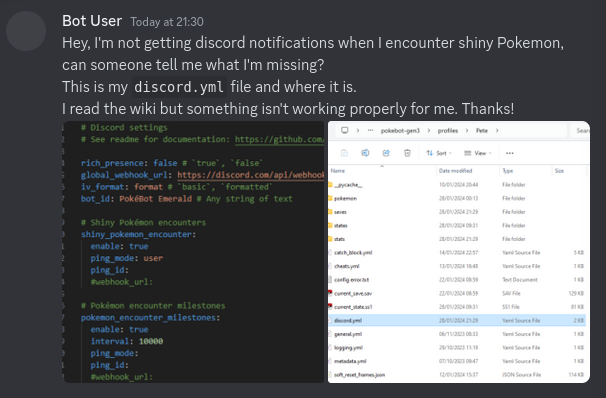 Bot User Today at 21:30
Hey, I'm not getting discord notifications when I encounter shiny Pokemon,
can someone tell me what I'm missing?
This is my discord.yml file and where it is.
I read the wiki but something isn't working properly for me. Thanks!
# Discord settings
# See readme for documentation: https://github.com.
rich_presence: false # `true`, `false`
global_webhook_url: https://discord.com/api/webhook
iv_format: format # `basic`, `formatted`
bot_id: PokéBot Emerald # Any string of text
# Shiny Pokémon encounters
shiny_pokemon_encounter:
enable: true
ping_mode: user
ping_id:
#webhook_url:
# Pokémon encounter milestones
pokemon_encounter_milestones:
enable: true
interval: 10000
ping_mode:
ping_id:
#webhook_url:
pokebot-gen3 > profiles > Pete >
Sear
Sort View ...
Name Date modified Type Size
__pycache__ 10/01/2024 20:44 File folder
pokemon 28/01/2024 00:13 File folder
saves 28/01/2024 21:29 File folder
states 28/01/2024 09:31 File folder
stats 28/01/2024 21:29 File folder
catch_block.yml 14/01/2024 22:57 Yaml Source File 5 KB
cheats.yml 13/01/2024 16:48 Yaml Source File 1 KB
config-error.txt 22/01/2024 08:59 Text Document 1 KB
current_save.sav 22/01/2024 08:59 SAV File 129 KB
current_state.ss1 28/01/2024 09:31 SS1 File 81 KB
discord.yml 28/01/2024 21:29 Yaml Source File 2 KB
general.yml 06/11/2023 08:33 Yaml Source File 1 KB
logging.yml 29/10/2023 11:19 Yaml Source File 1 KB
metadata.yml 07/10/2023 09:47 Yaml Source File 1 KB
soft_reset_frames.json 12/01/2024 15:37 JSON Source File 114 KB